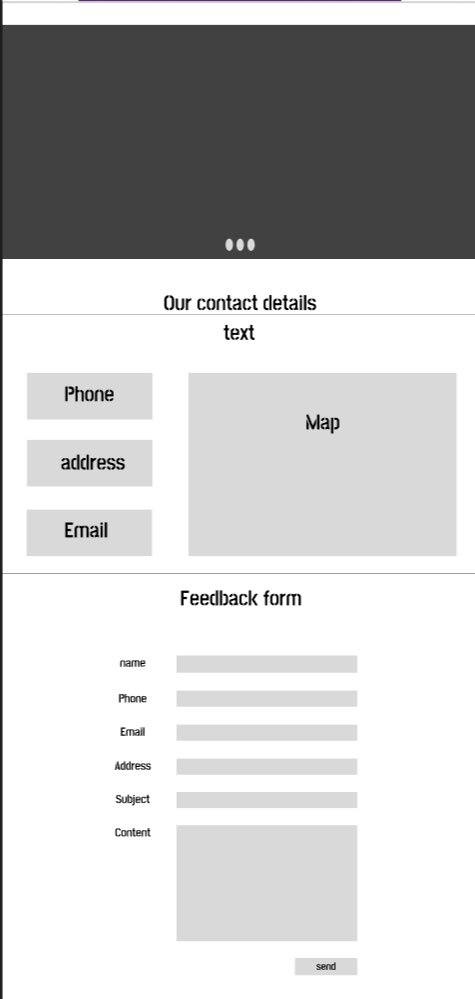 Our contact details
text
Phone
Map
address
Email
Feedback form
name
Phone
Email
Address
Subject
Content
send